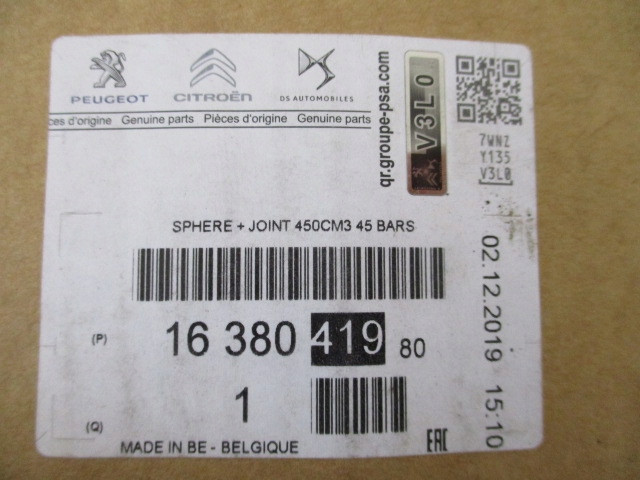 PEUGEOT CITROËN DS AUTOMOBILES
ces d'origine Genuine parts Pièces d'origine Genuine parts
qr.groupe-psa.com
V3L0
7WNZ
Y135
V3L0
SPHERE + JOINT 450CM3 45 BARS
(P) 16 380 419 80
(Q) 1
MADE IN BE - BELGIQUE
EAC
02.12.2019 15:10